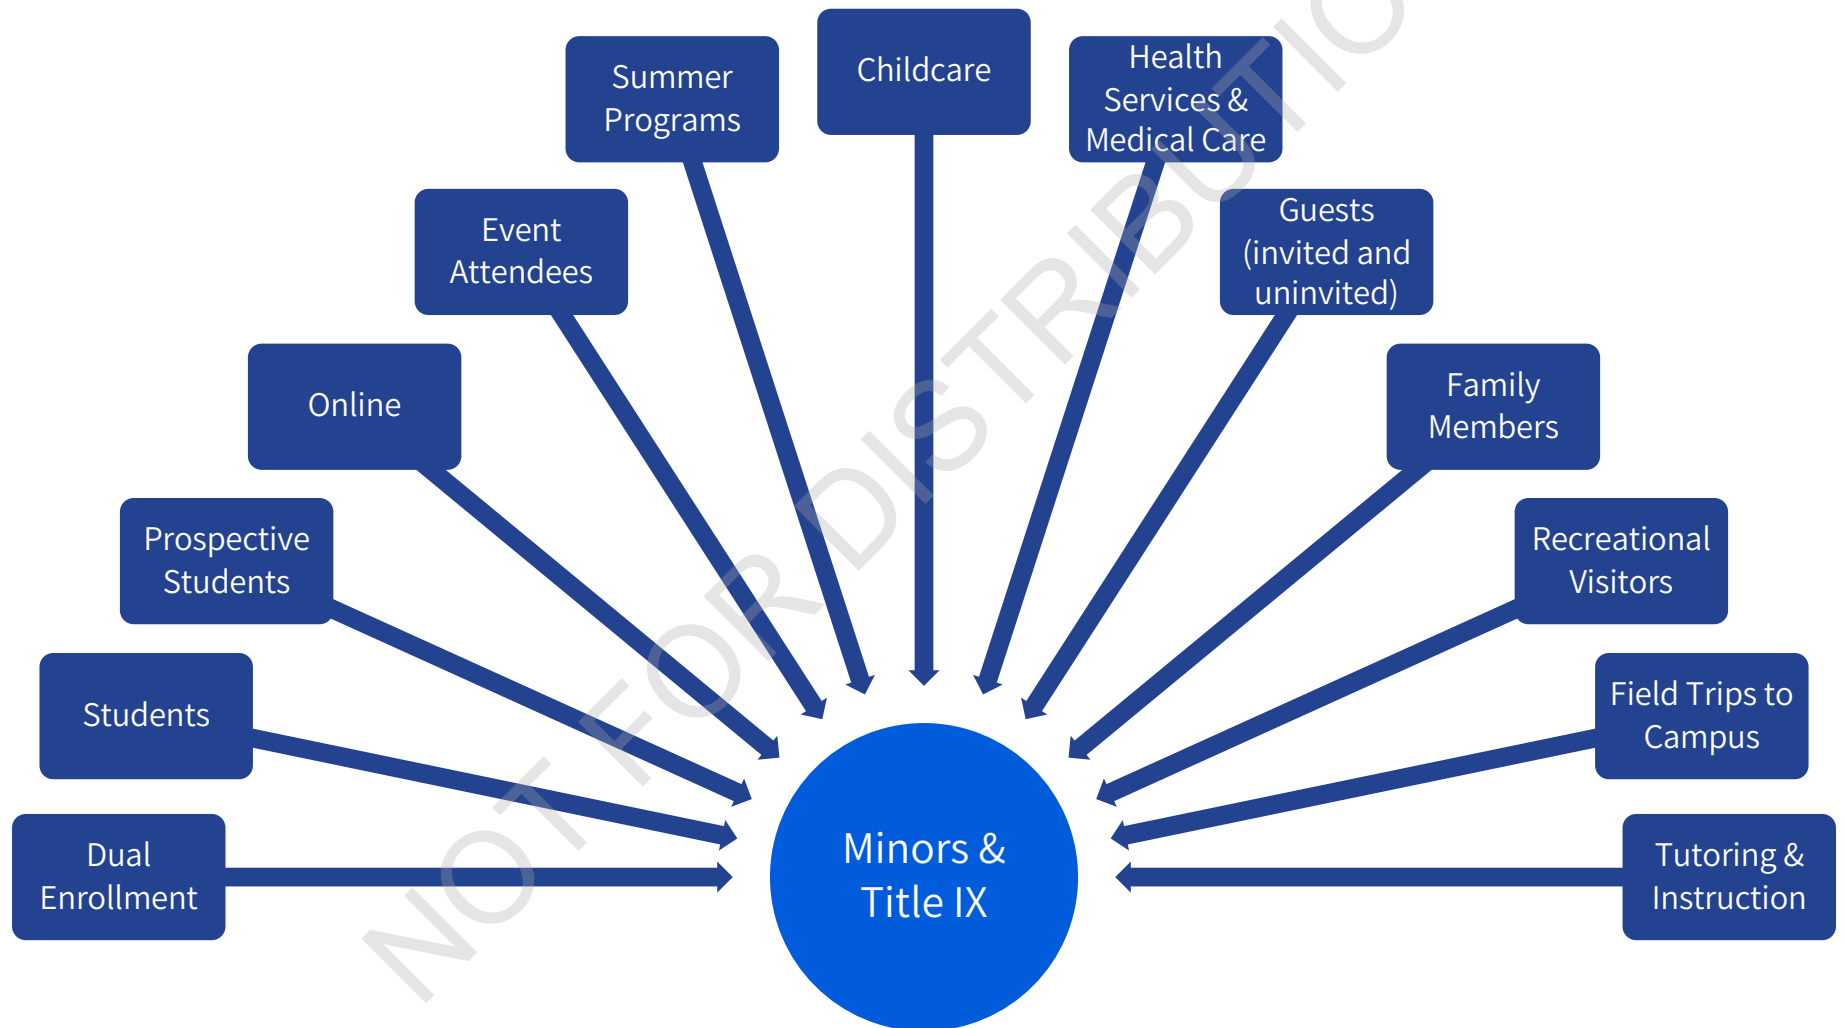 Childcare
Summer
Programs
Health
Services &
Medical Care
Event
Attendees
Guests
(invited and
uninvited)
Online
Family
Members
Prospective
Students
Recreational
Visitors
Students
Field Trips to
Campus
Dual
Enrollment
Minors &
Title IX
Tutoring &
Instruction
NOT FOR DISTRIBUTIO